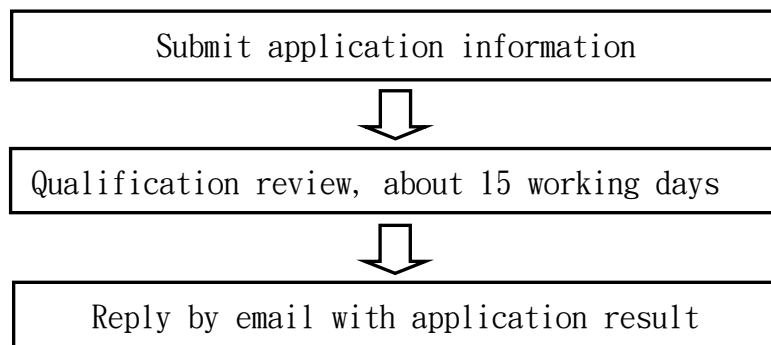 Submit application information
Qualification review, about 15 working days
Reply by email with application result